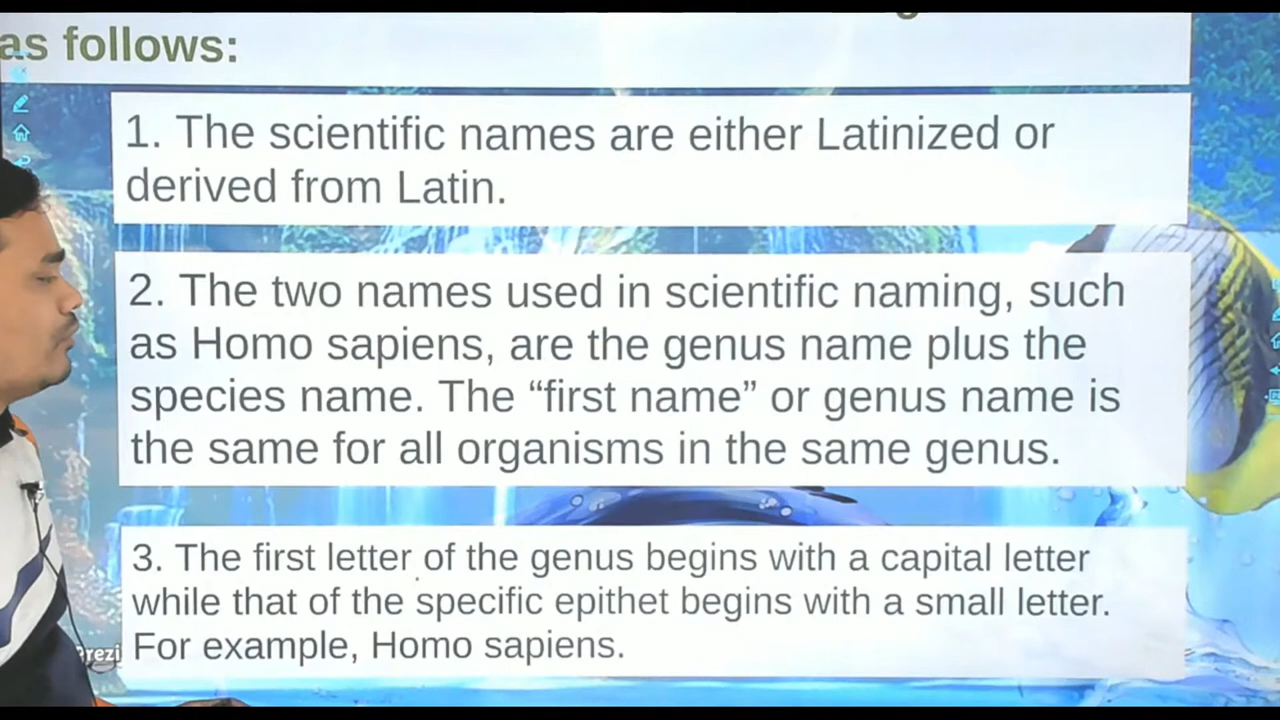 as follows:
1. The scientific names are either Latinized or
derived from Latin.
2. The two names used in scientific naming, such
as Homo sapiens, are the genus name plus the
species name. The “first name” or genus name is
the same for all organisms in the same genus.
3. The first letter of the genus begins with a capital letter
while that of the specific epithet begins with a small letter.
For example, Homo sapiens.
Prezi